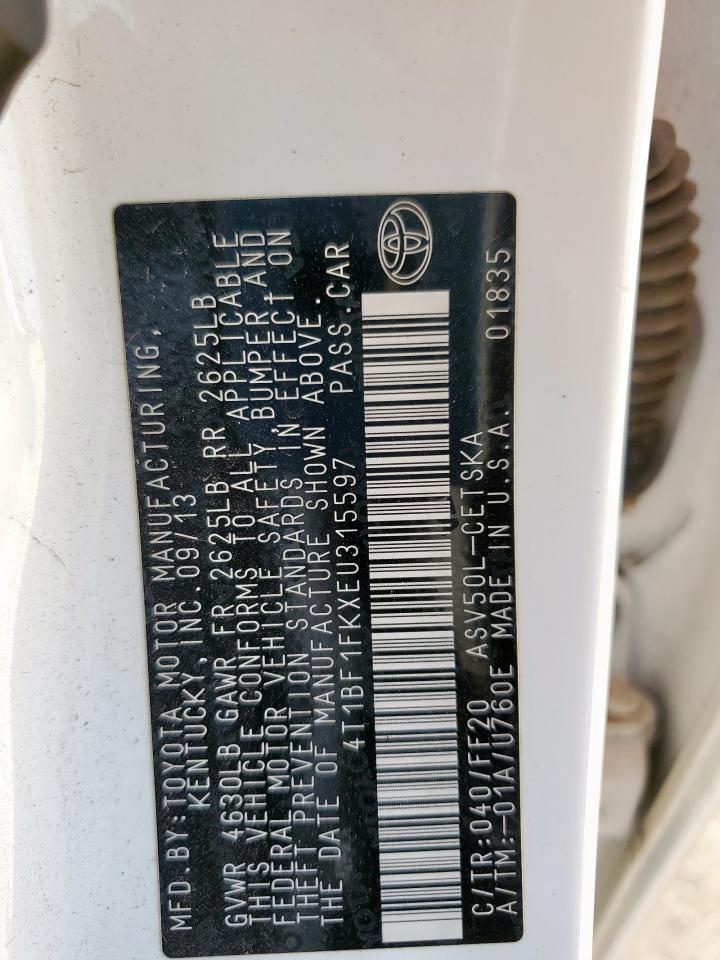 MFD.BY:TOYOTA MOTOR MANUFACTURING,
KENTUCKY, INC.09/13
GVWR 4630LB GAWR FR 2625LB RR 2625LB
THIS VEHICLE CONFORMS TO ALL APPLICABLE
FEDERAL MOTOR VEHICLE SAFETY, BUMPER AND
THEFT PREVENTION STANDARDS IN EFFECT ON
THE DATE OF MANUFACTURE SHOWN ABOVE.
4T1BF1FKXEU315597 PASS.CAR
C/TR:040/FF20 ASV50L-CETSKA
A/TM:-01A/U760E MADE IN U.S.A. 01835